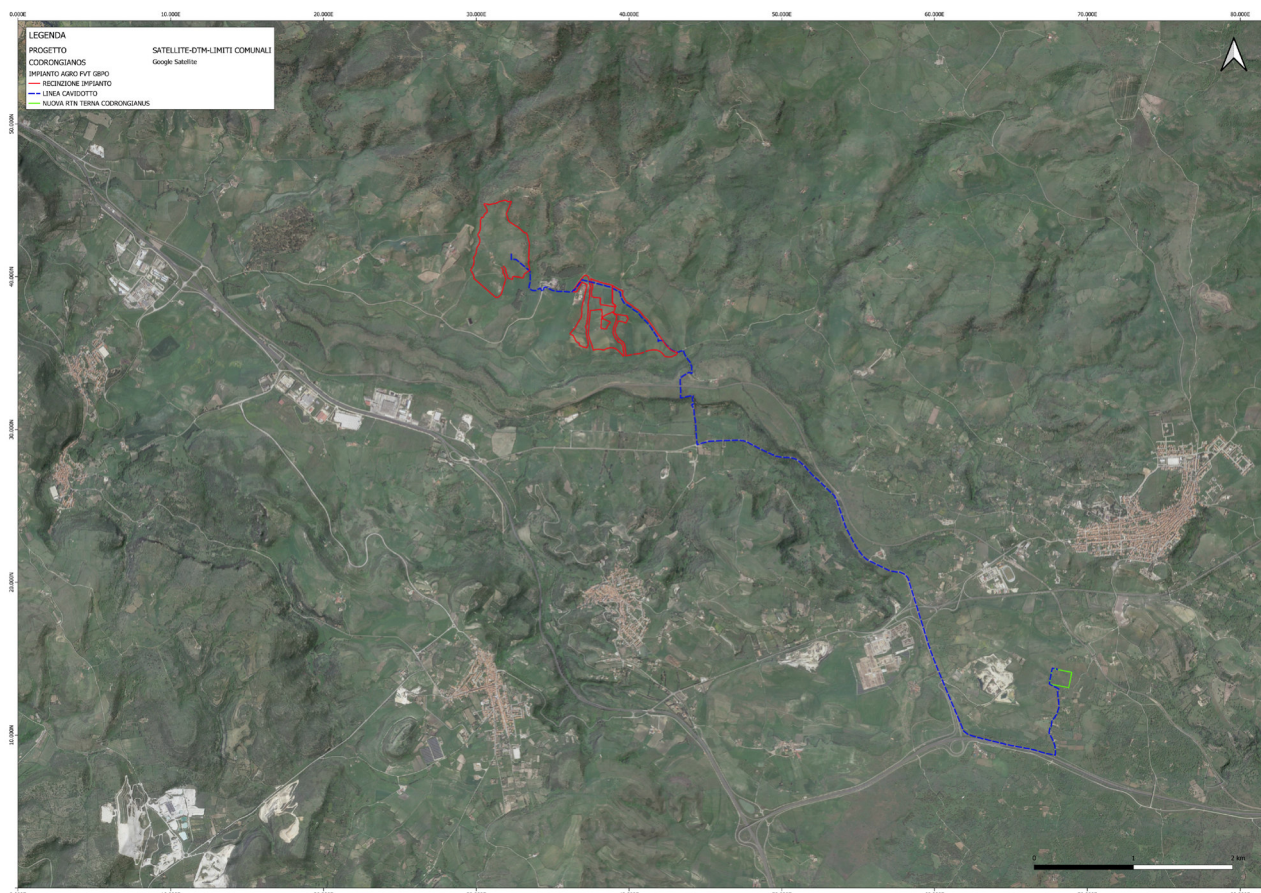 0.000E 10.000E 20.000E 30.000E 40.000E 50.000E 60.000E 70.000E 80.000E
LEGENDA
PROGETTO SATELLITE-DTM-LIMITI COMUNALI
CODRONGIANOS Google Satellite
IMPIANTO AGRO FVT GBPO
RECINZIONE IMPIANTO
LINEA CAVIDOTTO
NUOVA RTN TERNA CODRONGIANUS
50.000N
40.000N
30.000N
20.000N
10.000N
0 1 2 km